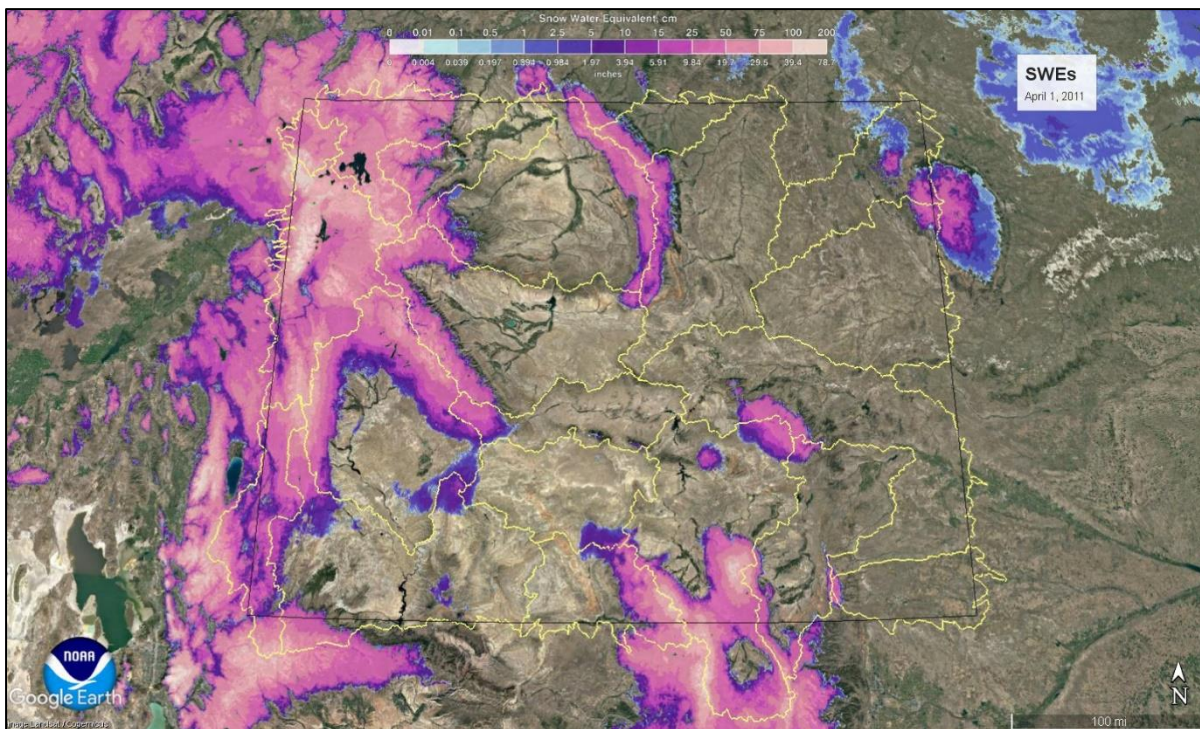 Snow Water Equivalent, cm
0 0.01 0.1 0.5 1 2.5 5 10 15 25 50 75 100 200
0 0.004 0.039 0.197 0.394 0.984 1.97 3.94 5.91 9.84 19.7 29.5 39.4 78.7
inches
SWEs
April 1, 2011
NOAA
Google Earth
Image Landsat / Copernicus
N
100 mi